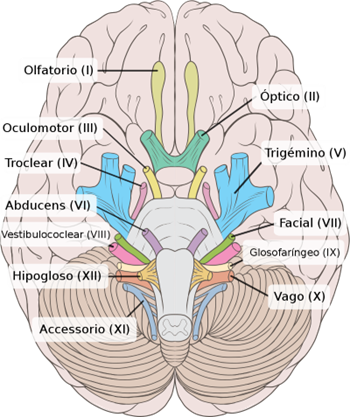 Olfatorio (I)
Óptico (II)
Oculomotor (III)
Trigémino (V)
Troclear (IV)
Abducens (VI)
Facial (VII)
Vestibulococlear (VIII)
Glosofaríngeo (IX)
Hipogloso (XII)
Vago (X)
Accessorio (XI)